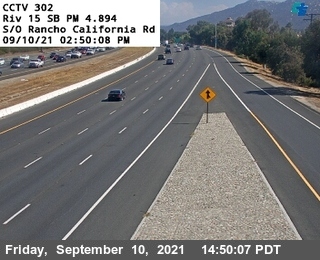 CCTV 302
Riv 15 SB PM 4.894
S/O Rancho California Rd
09/10/21 02:50:08 PM
Friday, September 10, 2021 14:50:07 PDT